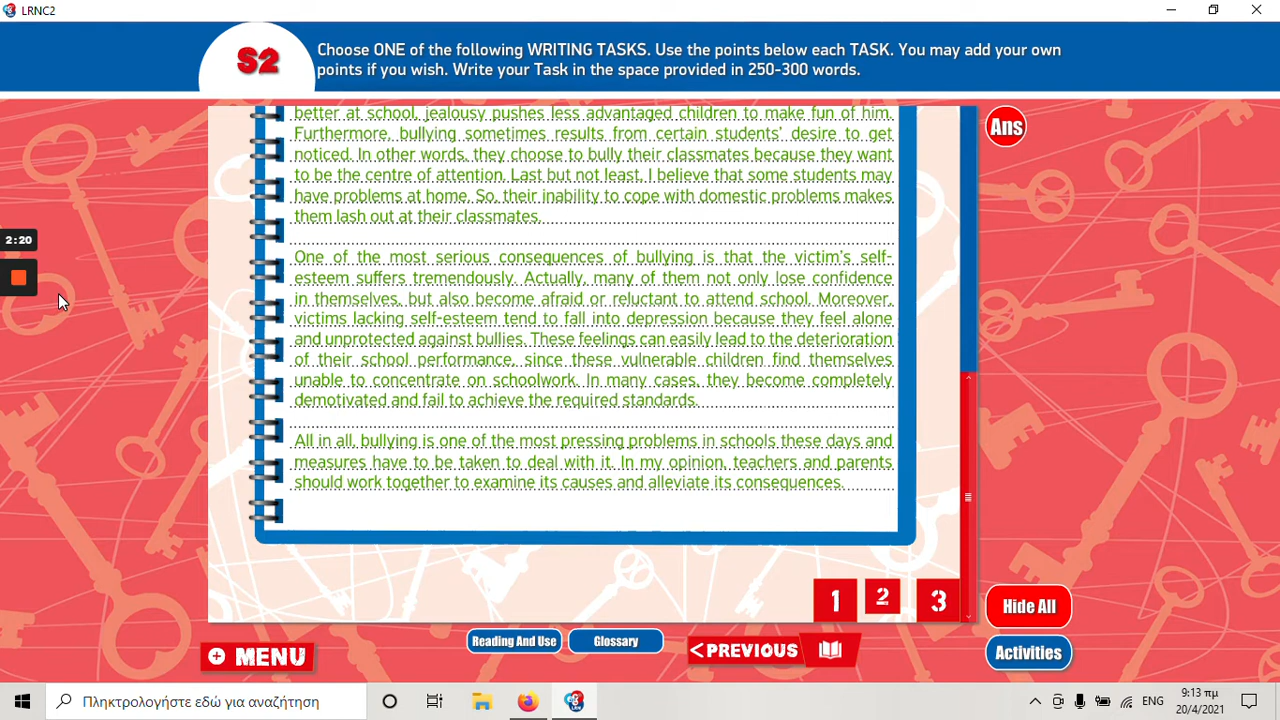 LRNC2
S2
Choose ONE of the following WRITING TASKS. Use the points below each TASK. You may add your own
points if you wish. Write your Task in the space provided in 250-300 words.
better at school, jealousy pushes less advantaged children to make fun of him.
Furthermore, bullying sometimes results from certain students' desire to get
noticed. In other words, they choose to bully their classmates because they want
to be the centre of attention. Last but not least, I believe that some students may
have problems at home. So, their inability to cope with domestic problems makes
them lash out at their classmates.
One of the most serious consequences of bullying is that the victim's self-
esteem suffers tremendously. Actually, many of them not only lose confidence
in themselves, but also become afraid or reluctant to attend school. Moreover,
victims lacking self-esteem tend to fall into depression because they feel alone
and unprotected against bullies. These feelings can easily lead to the deterioration
of their school performance, since these vulnerable children find themselves
unable to concentrate on schoolwork. In many cases, they become completely
demotivated and fail to achieve the required standards.
All in all, bullying is one of the most pressing problems in schools these days and
measures have to be taken to deal with it. In my opinion, teachers and parents
should work together to examine its causes and alleviate its consequences.
Ans
2:20
1 2 3
Hide All
Activities
+ MENU
Reading And Use
Glossary
<PREVIOUS
Πληκτρολογήστε εδώ για αναζήτηση
LRN
ENG
9:13 πμ
20/4/2021